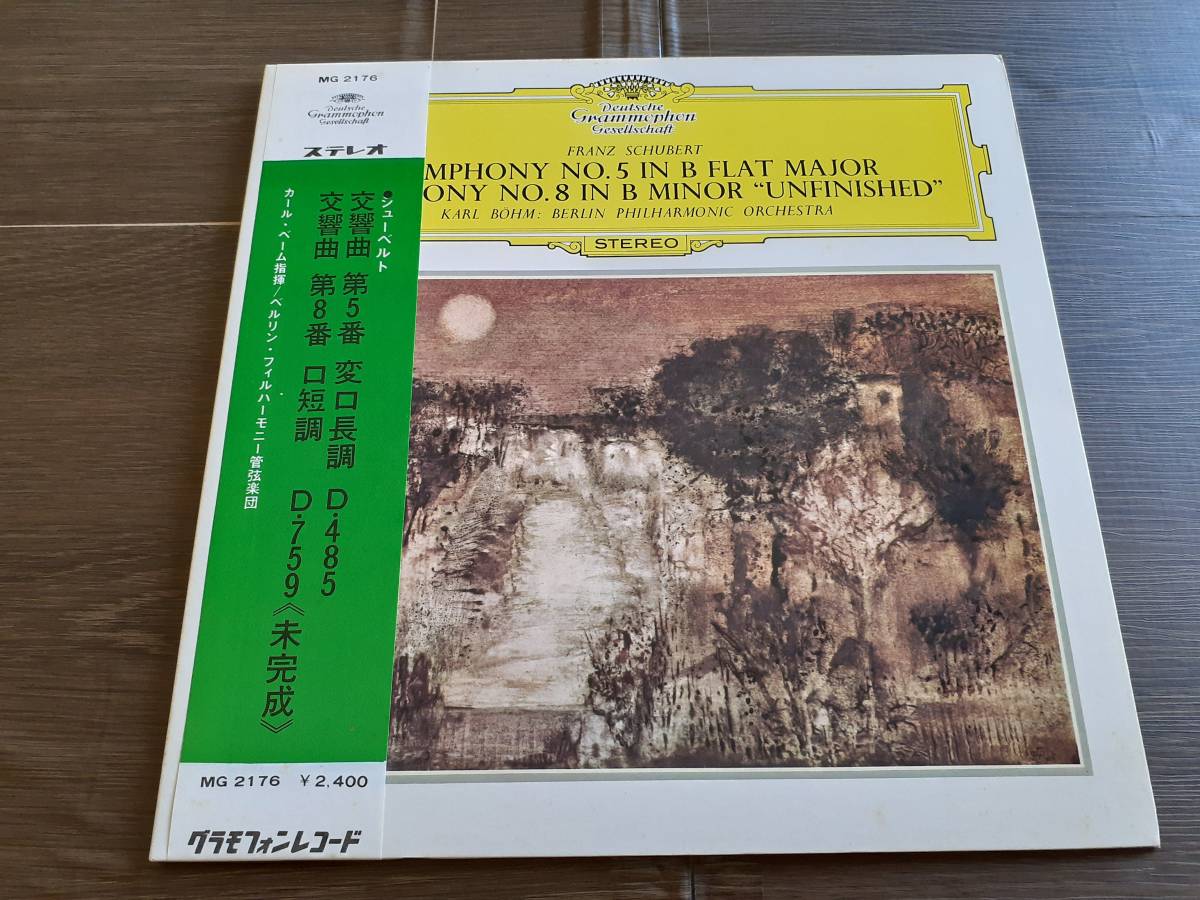 MG 2176
Deutsche
Grammophon
Gesellschaft
ステレオ
●シューベルト
交響曲 第5番 変ロ長調 D.485
交響曲 第8番 ロ短調 D.759《未完成》
カール・ベーム指揮/ベルリン・フィルハーモニー管弦楽団
MG 2176 ¥2,400
グラモフォンレコード
Deutsche
Grammophon
Gesellschaft
FRANZ SCHUBERT
MPHONY NO. 5 IN B FLAT MAJOR
ONY NO. 8 IN B MINOR “UNFINISHED”
KARL BÖHM: BERLIN PHILHARMONIC ORCHESTRA
STEREO